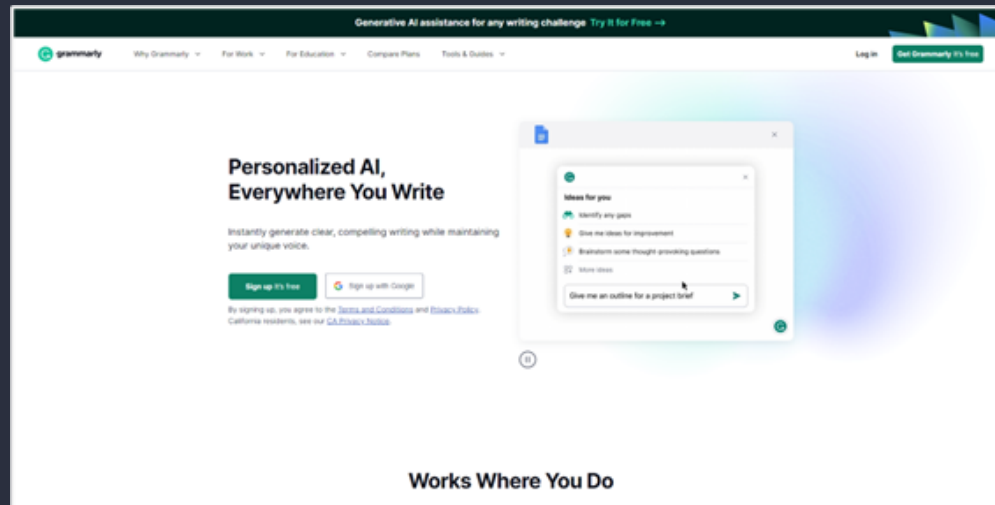 Generative AI assistance for any writing challenge Try It for Free →
grammarly
Why Grammarly
For Work
For Education
Compare Plans
Tools & Guides
Log in
Get Grammarly It's free
Personalized AI,
Everywhere You Write
Instantly generate clear, compelling writing while maintaining
your unique voice.
Sign up It's free
Sign up with Google
By signing up, you agree to the Terms and Conditions and Privacy Policy.
California residents, see our CA Privacy Notice.
Ideas for you
Identify any gaps
Give me ideas for improvement
Brainstorm some thought-provoking questions
More ideas
Give me an outline for a project brief
Works Where You Do